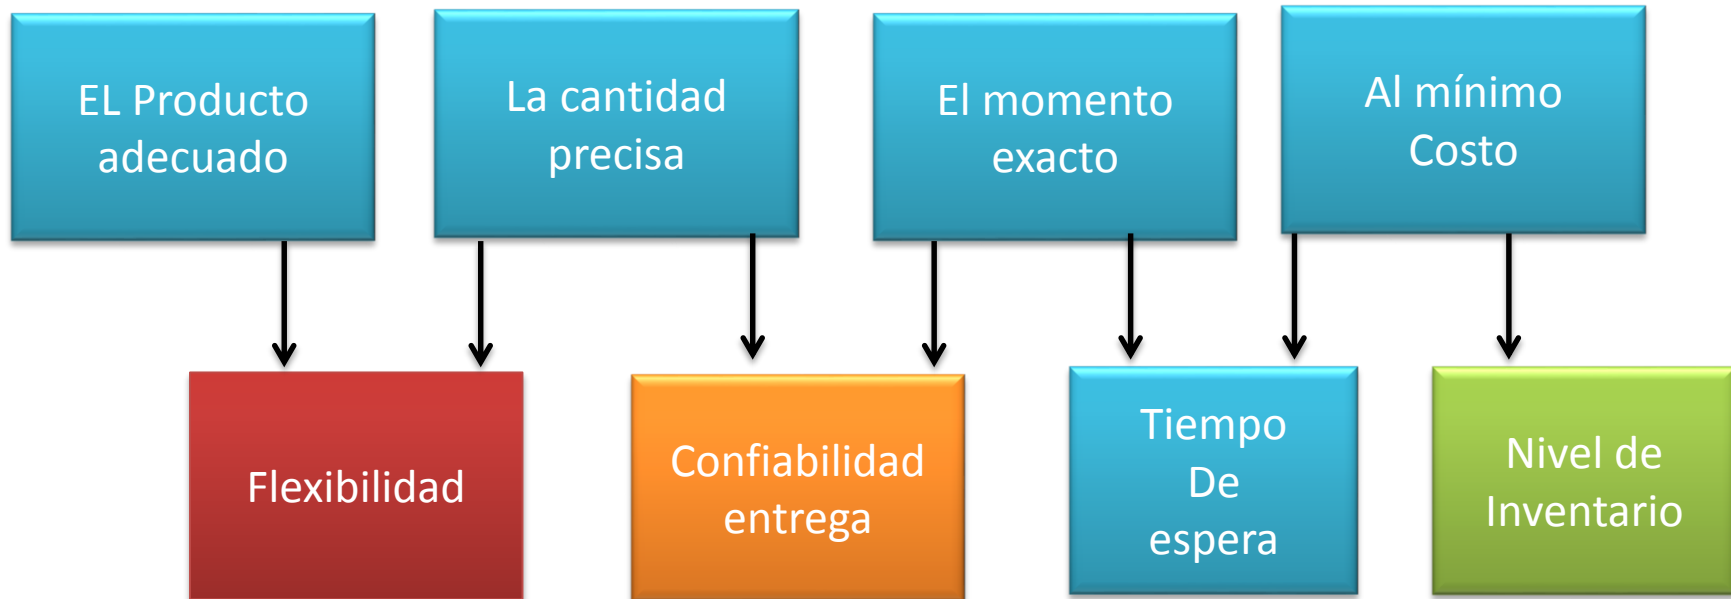 EL Producto
adecuado
La cantidad
precisa
El momento
exacto
Al mínimo
Costo
Flexibilidad
Confiabilidad
entrega
Tiempo
De
espera
Nivel de
Inventario